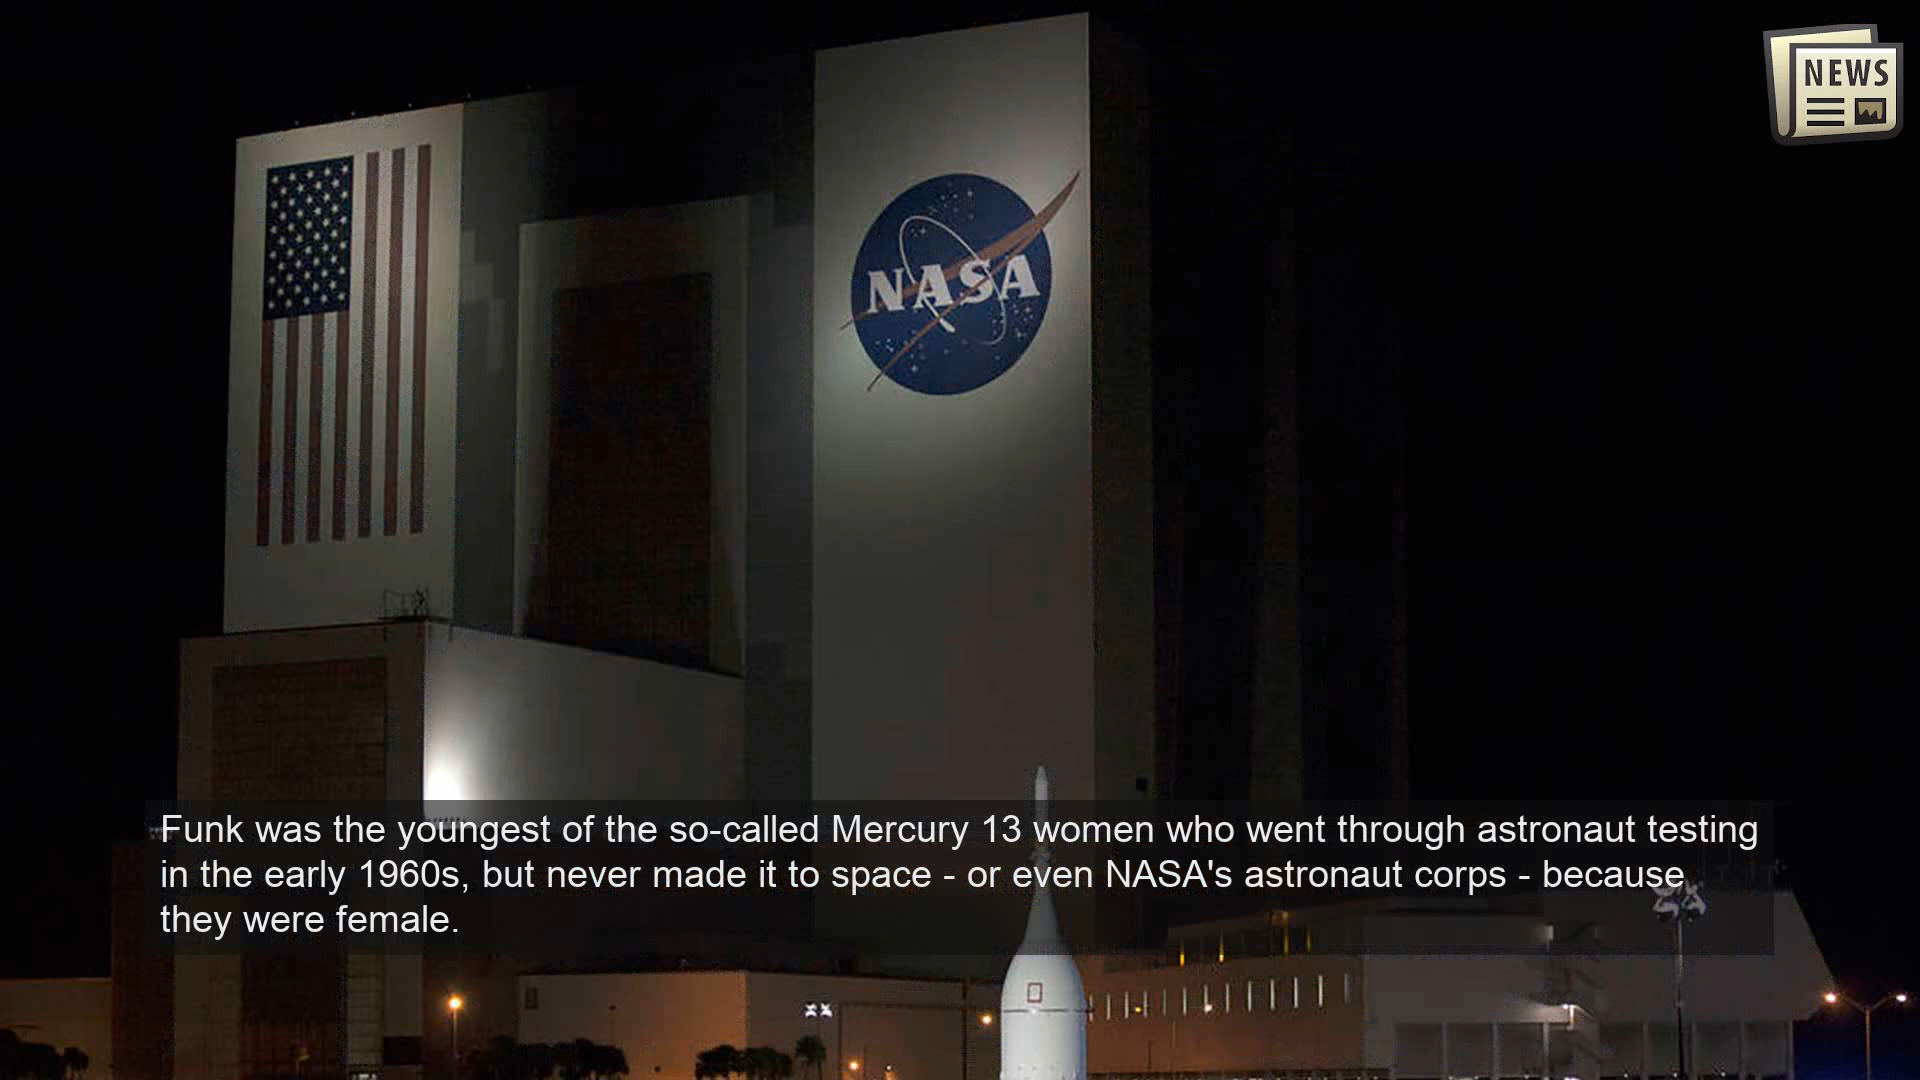 NEWS
NASA
Funk was the youngest of the so-called Mercury 13 women who went through astronaut testing
in the early 1960s, but never made it to space - or even NASA's astronaut corps - because
they were female.